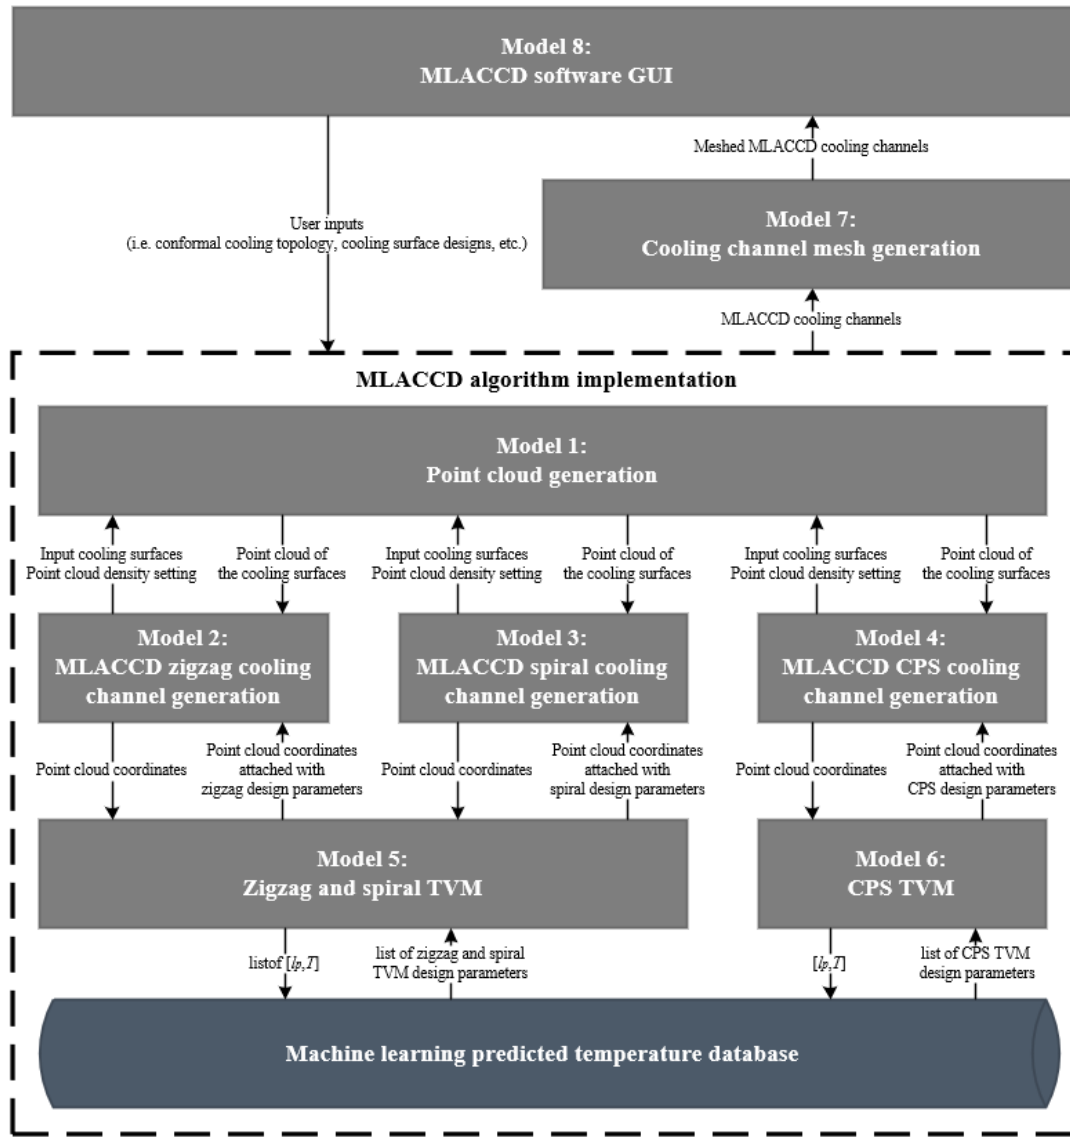 Model 8:
MLACCD software GUI
Meshed MLACCD cooling channels
Model 7:
Cooling channel mesh generation
User inputs
(i.e. conformal cooling topology, cooling surface designs, etc.)
MLACCD cooling channels
MLACCD algorithm implementation
Model 1:
Point cloud generation
Input cooling surfaces
Point cloud density setting
Point cloud of
the cooling surfaces
Input cooling surfaces
Point cloud density setting
Point cloud of
the cooling surfaces
Input cooling surfaces
Point cloud density setting
Point cloud of
the cooling surfaces
Model 2:
MLACCD zigzag cooling
channel generation
Model 3:
MLACCD spiral cooling
channel generation
Model 4:
MLACCD CPS cooling
channel generation
Point cloud coordinates
Point cloud coordinates
attached with
zigzag design parameters
Point cloud coordinates
Point cloud coordinates
attached with
spiral design parameters
Point cloud coordinates
Point cloud coordinates
attached with
CPS design parameters
Model 5:
Zigzag and spiral TVM
Model 6:
CPS TVM
listof [lp,T]
list of zigzag and spiral
TVM design parameters
[lp,T]
list of CPS TVM
design parameters
Machine learning predicted temperature database